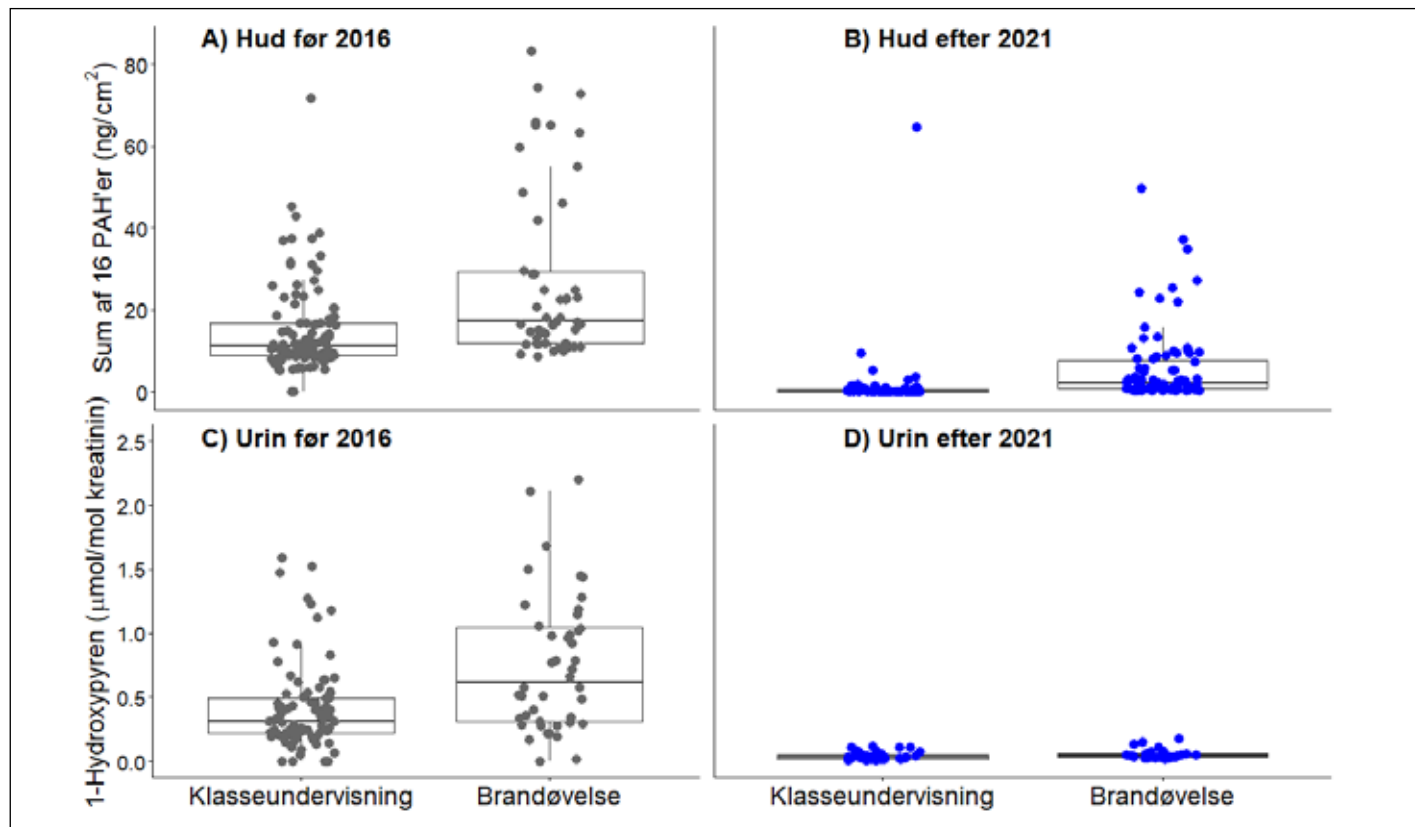 A) Hud før 2016
B) Hud efter 2021
Sum af 16 PAH'er (ng/cm²)
80
60
40
20
0
C) Urin før 2016
D) Urin efter 2021
1-Hydroxypyren (μmol/mol kreatinin)
2.5
2.0
1.5
1.0
0.5
0.0
Klasseundervisning
Brandøvelse
Klasseundervisning
Brandøvelse